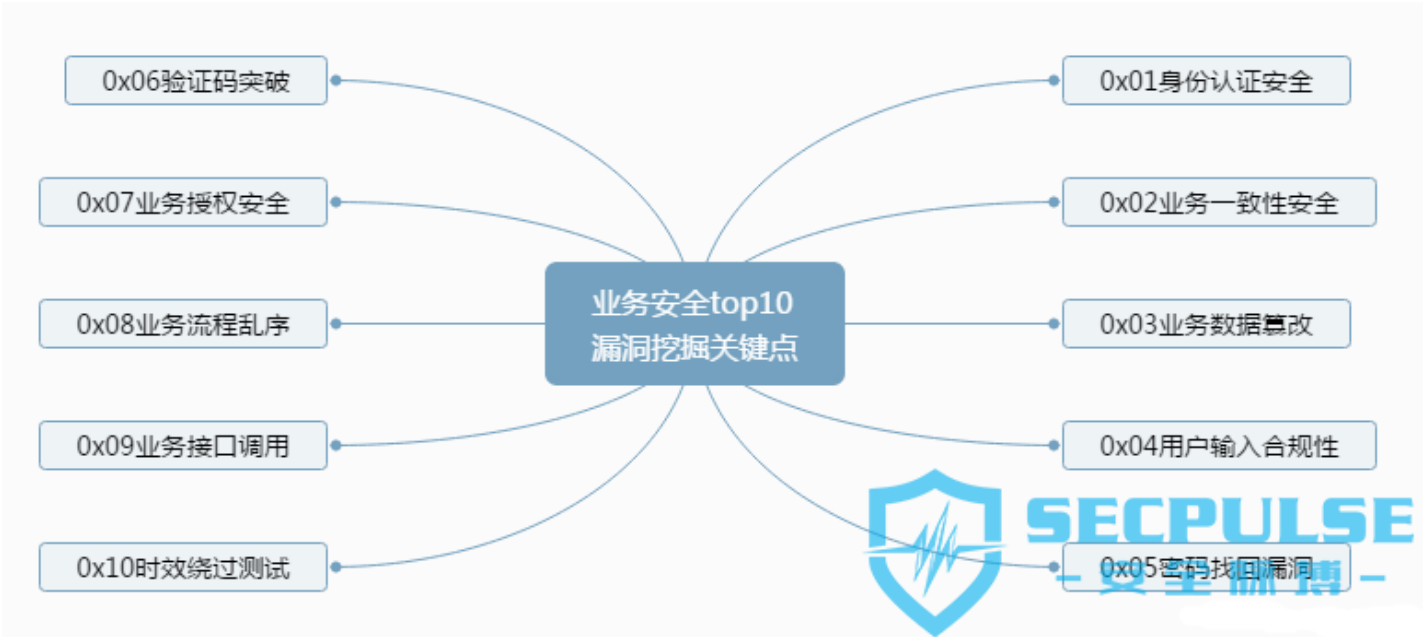 业务安全top10
漏洞挖掘关键点
0x01身份认证安全
0x02业务一致性安全
0x03业务数据篡改
0x04用户输入合规性
0x05密码找回漏洞
0x06验证码突破
0x07业务授权安全
0x08业务流程乱序
0x09业务接口调用
0x10时效绕过测试
SECPULSE
-安全脉搏-